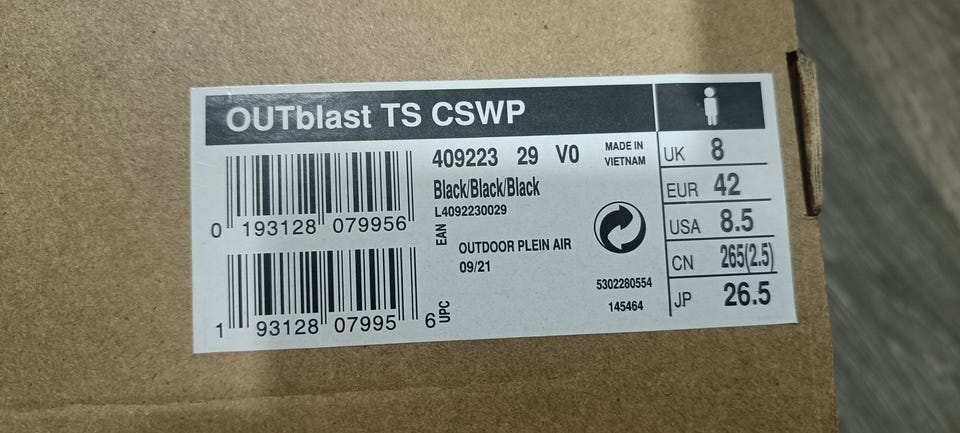 OUTblast TS CSWP
409223 29 V0
MADE IN
VIETNAM
Black/Black/Black
L4092230029
0 193128 079956
EAN
OUTDOOR PLEIN AIR
09/21
5302280554
145464
1 93128 07995 6
UPC
UK 8
EUR 42
USA 8.5
CN 265(2.5)
JP 26.5